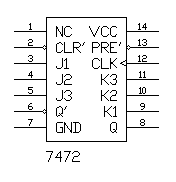 1 NC VCC 14
2 CLR' PRE' 13
3 J1 CLK 12
4 J2 K3 11
5 J3 K2 10
6 Q' K1 9
7 GND Q 8
7472